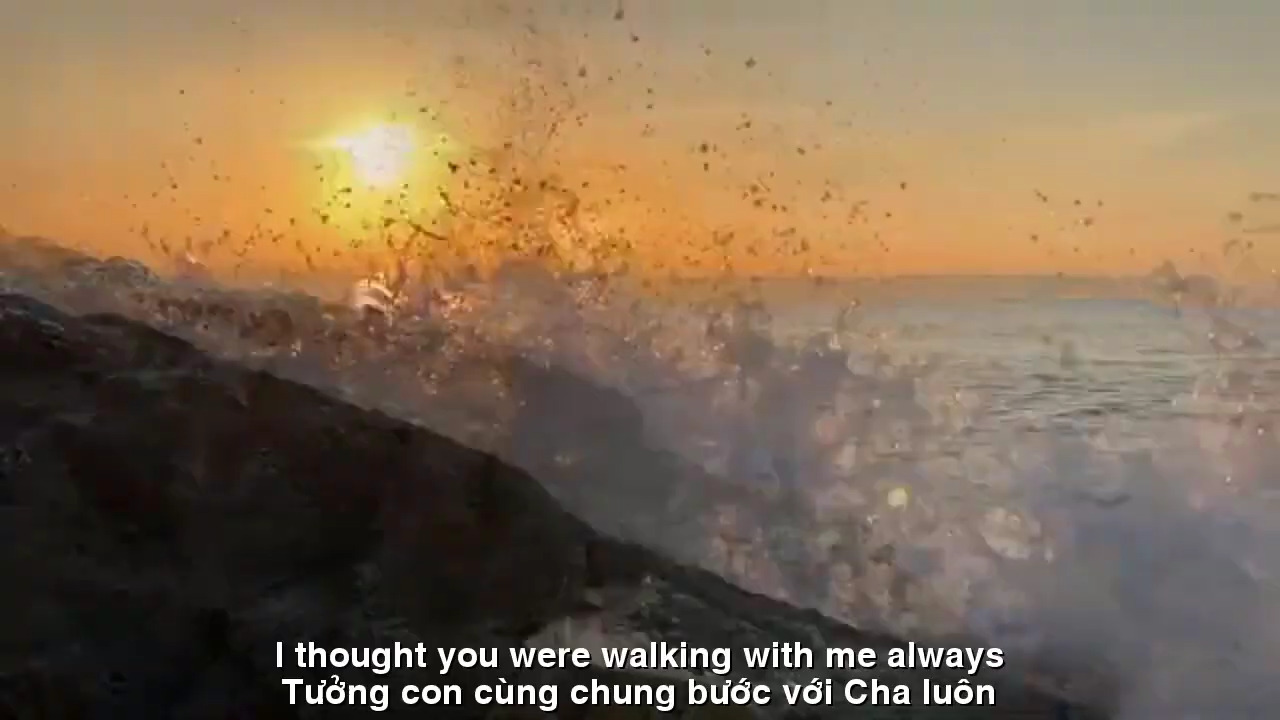 I thought you were walking with me always
Tưởng con cùng chung bước với Cha luôn